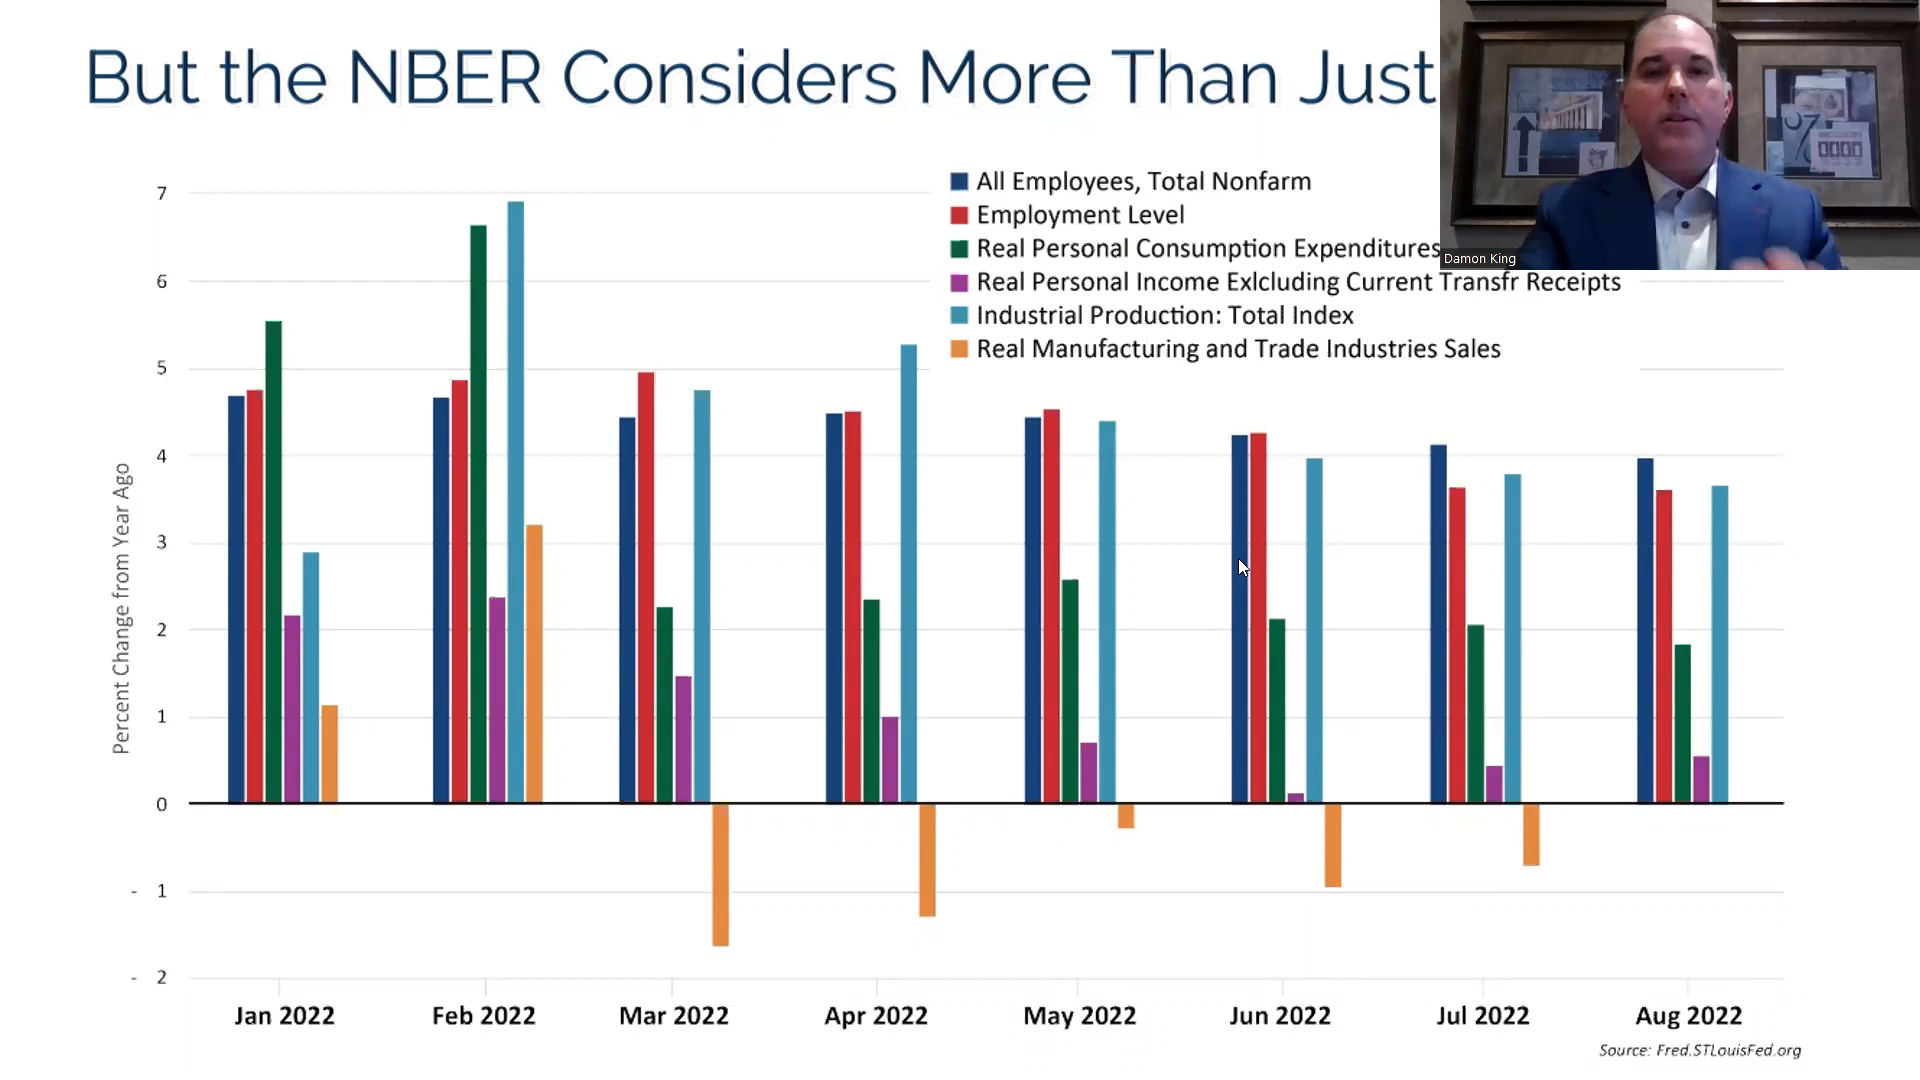 But the NBER Considers More Than Just
Damon King
All Employees, Total Nonfarm
Employment Level
Real Personal Consumption Expenditures
Real Personal Income Exlcluding Current Transfr Receipts
Industrial Production: Total Index
Real Manufacturing and Trade Industries Sales
Percent Change from Year Ago
7
6
5
4
3
2
1
0
- 1
- 2
Jan 2022 Feb 2022 Mar 2022 Apr 2022 May 2022 Jun 2022 Jul 2022 Aug 2022
Source: Fred.STLouisFed.org